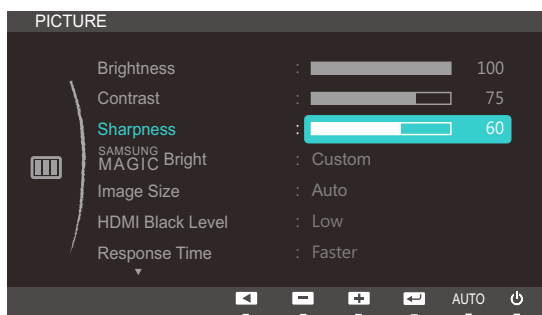 PICTURE
Brightness : 100
Contrast : 75
Sharpness : 60
SAMSUNG
MAGIC Bright : Custom
Image Size : Auto
HDMI Black Level : Low
Response Time : Faster
AUTO